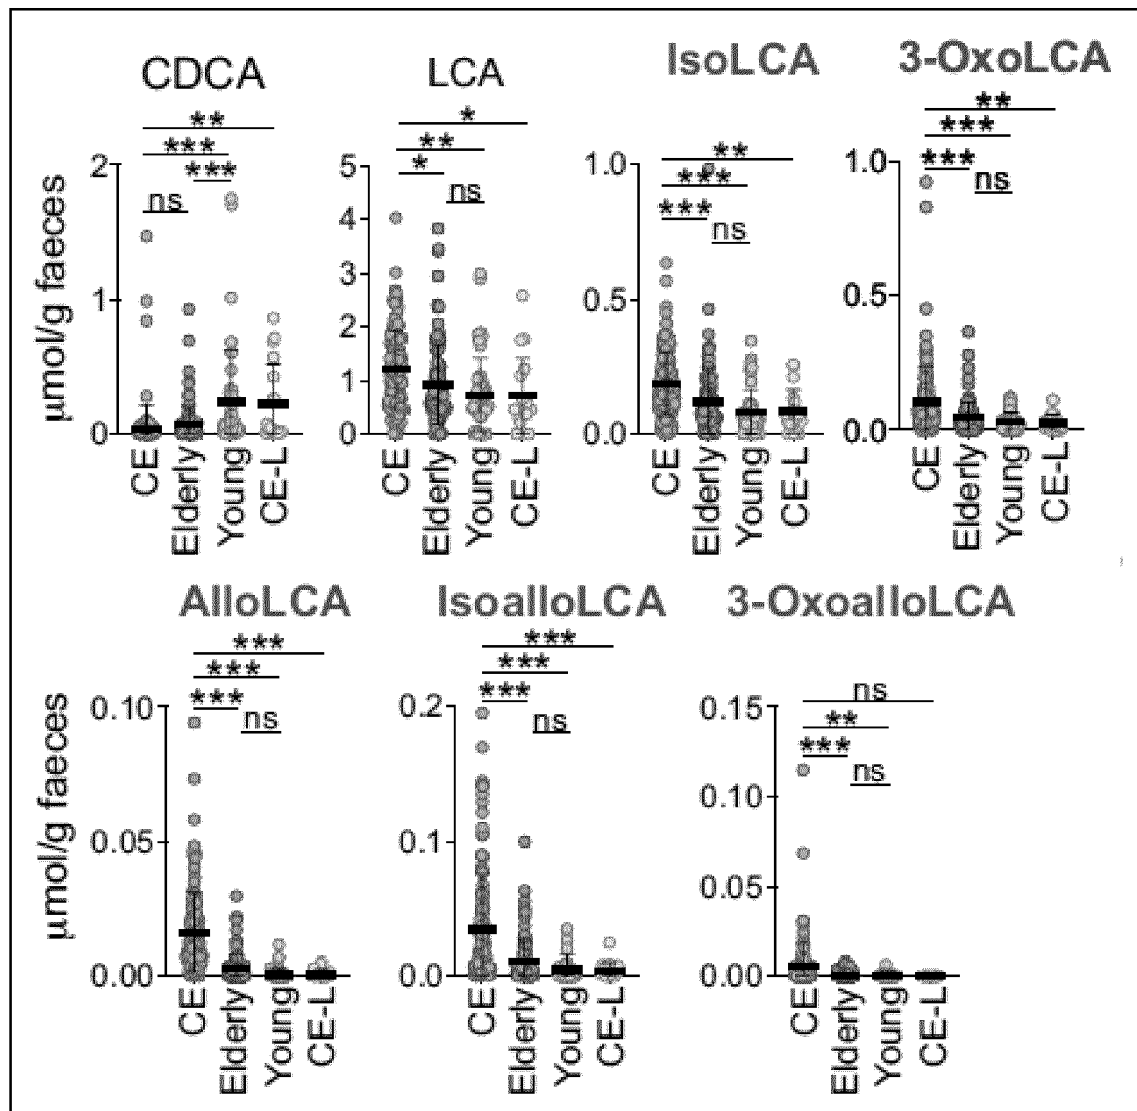 CDCA
**
***
***
ns
μmol/g faeces
2
1
0
CE
Elderly
Young
CE-L
LCA
*
**
*
ns
5
4
3
2
1
0
CE
Elderly
Young
CE-L
IsoLCA
**
***
***
ns
1.0
0.5
0.0
CE
Elderly
Young
CE-L
3-OxoLCA
**
***
***
ns
1.0
0.5
0.0
CE
Elderly
Young
CE-L
AlloLCA
***
***
***
ns
μmol/g faeces
0.10
0.05
0.00
CE
Elderly
Young
CE-L
IsoalloLCA
***
***
***
ns
0.2
0.1
0.0
CE
Elderly
Young
CE-L
3-OxoalloLCA
ns
**
***
ns
0.15
0.10
0.05
0.00
CE
Elderly
Young
CE-L